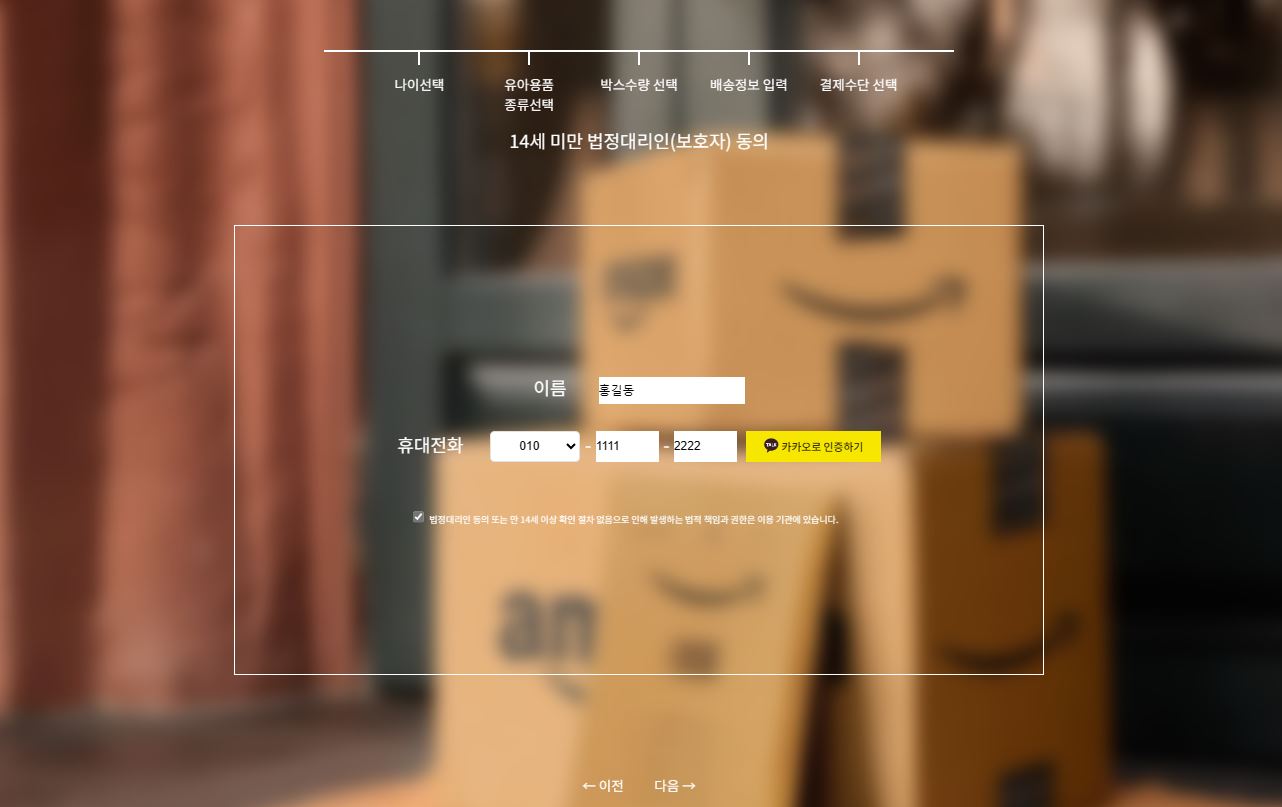 나이선택 유아용품 박스수량 선택 배송정보 입력 결제수단 선택
종류선택
14세 미만 법정대리인(보호자) 동의
이름 홍길동
휴대전화 010 - 1111 - 2222 TALK 카카오로 인증하기
법정대리인 동의 또는 만 14세 이상 확인 절차 없음으로 인해 발생하는 법적 책임과 권한은 이용 기관에 있습니다.
am
← 이전 다음 →